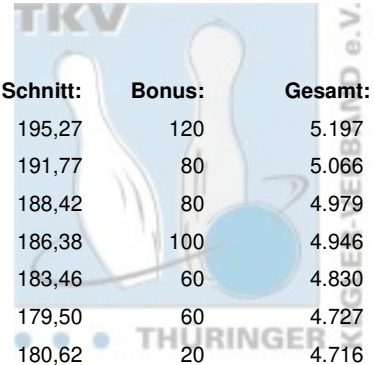 TKV
Schnitt: Bonus: Gesamt:
195,27 120 5.197
191,77 80 5.066
188,42 80 4.979
186,38 100 4.946
183,46 60 4.830
179,50 60 4.727
180,62 20 4.716
THÜRINGER
KEGLER-VERBAND e.V.